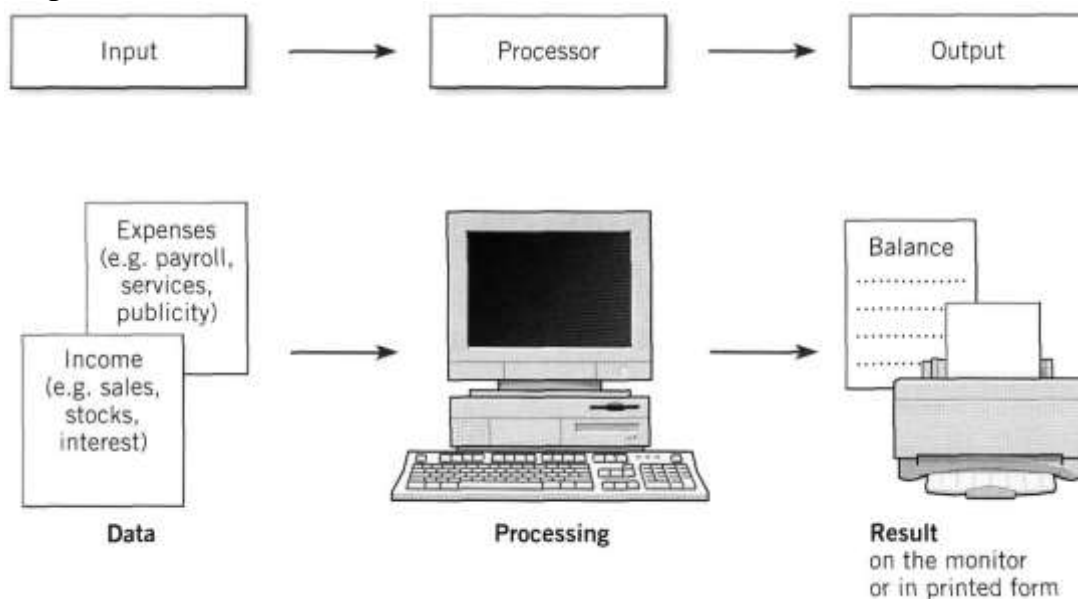 Input
Processor
Output
Expenses
(e.g. payroll,
services,
publicity)
Income
(e.g. sales,
stocks,
interest)
Balance
Data
Processing
Result
on the monitor
or in printed form